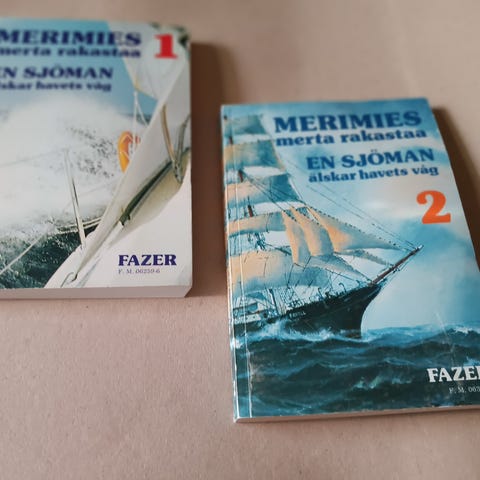 MERIMIES
merta rakastaa
1
EN SJÖMAN
älskar havets våg
FAZER
F. M. 06259-6
MERIMIES
merta rakastaa
EN SJÖMAN
älskar havets våg
2
FAZER
F. M.